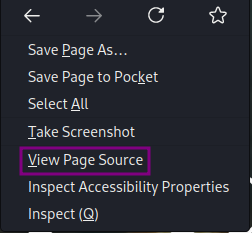 Save Page As…
Save Page to Pocket
Select All
Take Screenshot
View Page Source
Inspect Accessibility Properties
Inspect (Q)